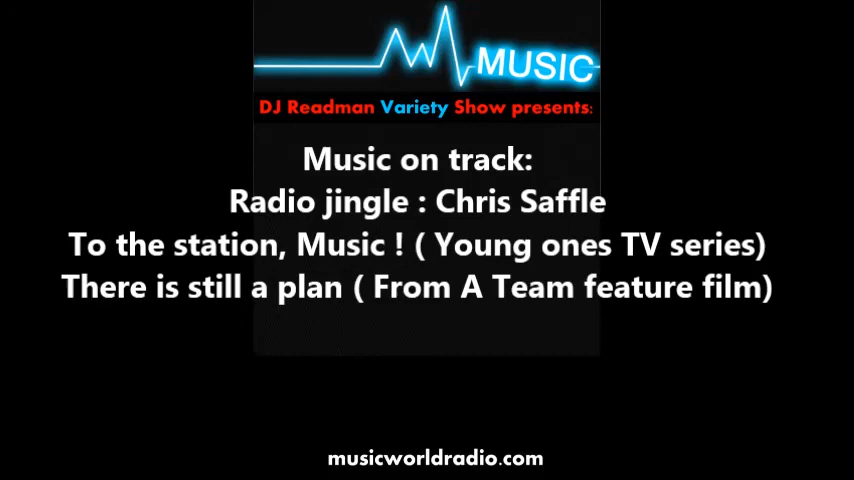 MUSIC
DJ Readman Variety Show presents:
Music on track:
Radio jingle : Chris Saffle
To the station, Music ! ( Young ones TV series)
There is still a plan ( From A Team feature film)
musicworldradio.com